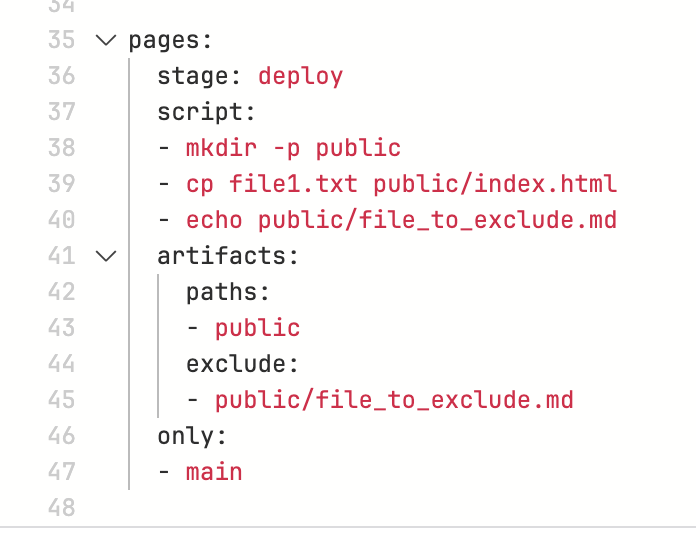 34
35 pages:
36 stage: deploy
37 script:
38 - mkdir -p public
39 - cp file1.txt public/index.html
40 - echo public/file_to_exclude.md
41 artifacts:
42 paths:
43 - public
44 exclude:
45 - public/file_to_exclude.md
46 only:
47 - main
48